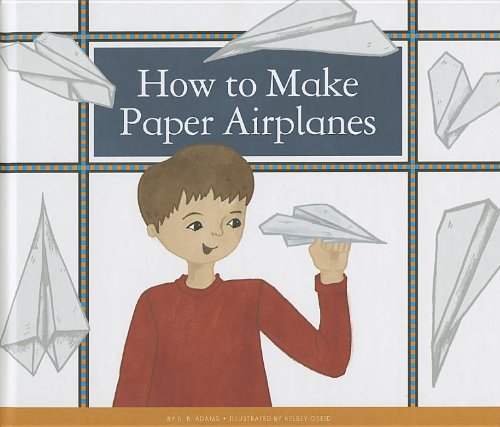 How to Make
Paper Airplanes
BY B. B. ADAMS • ILLUSTRATED BY KELSEY OSEID